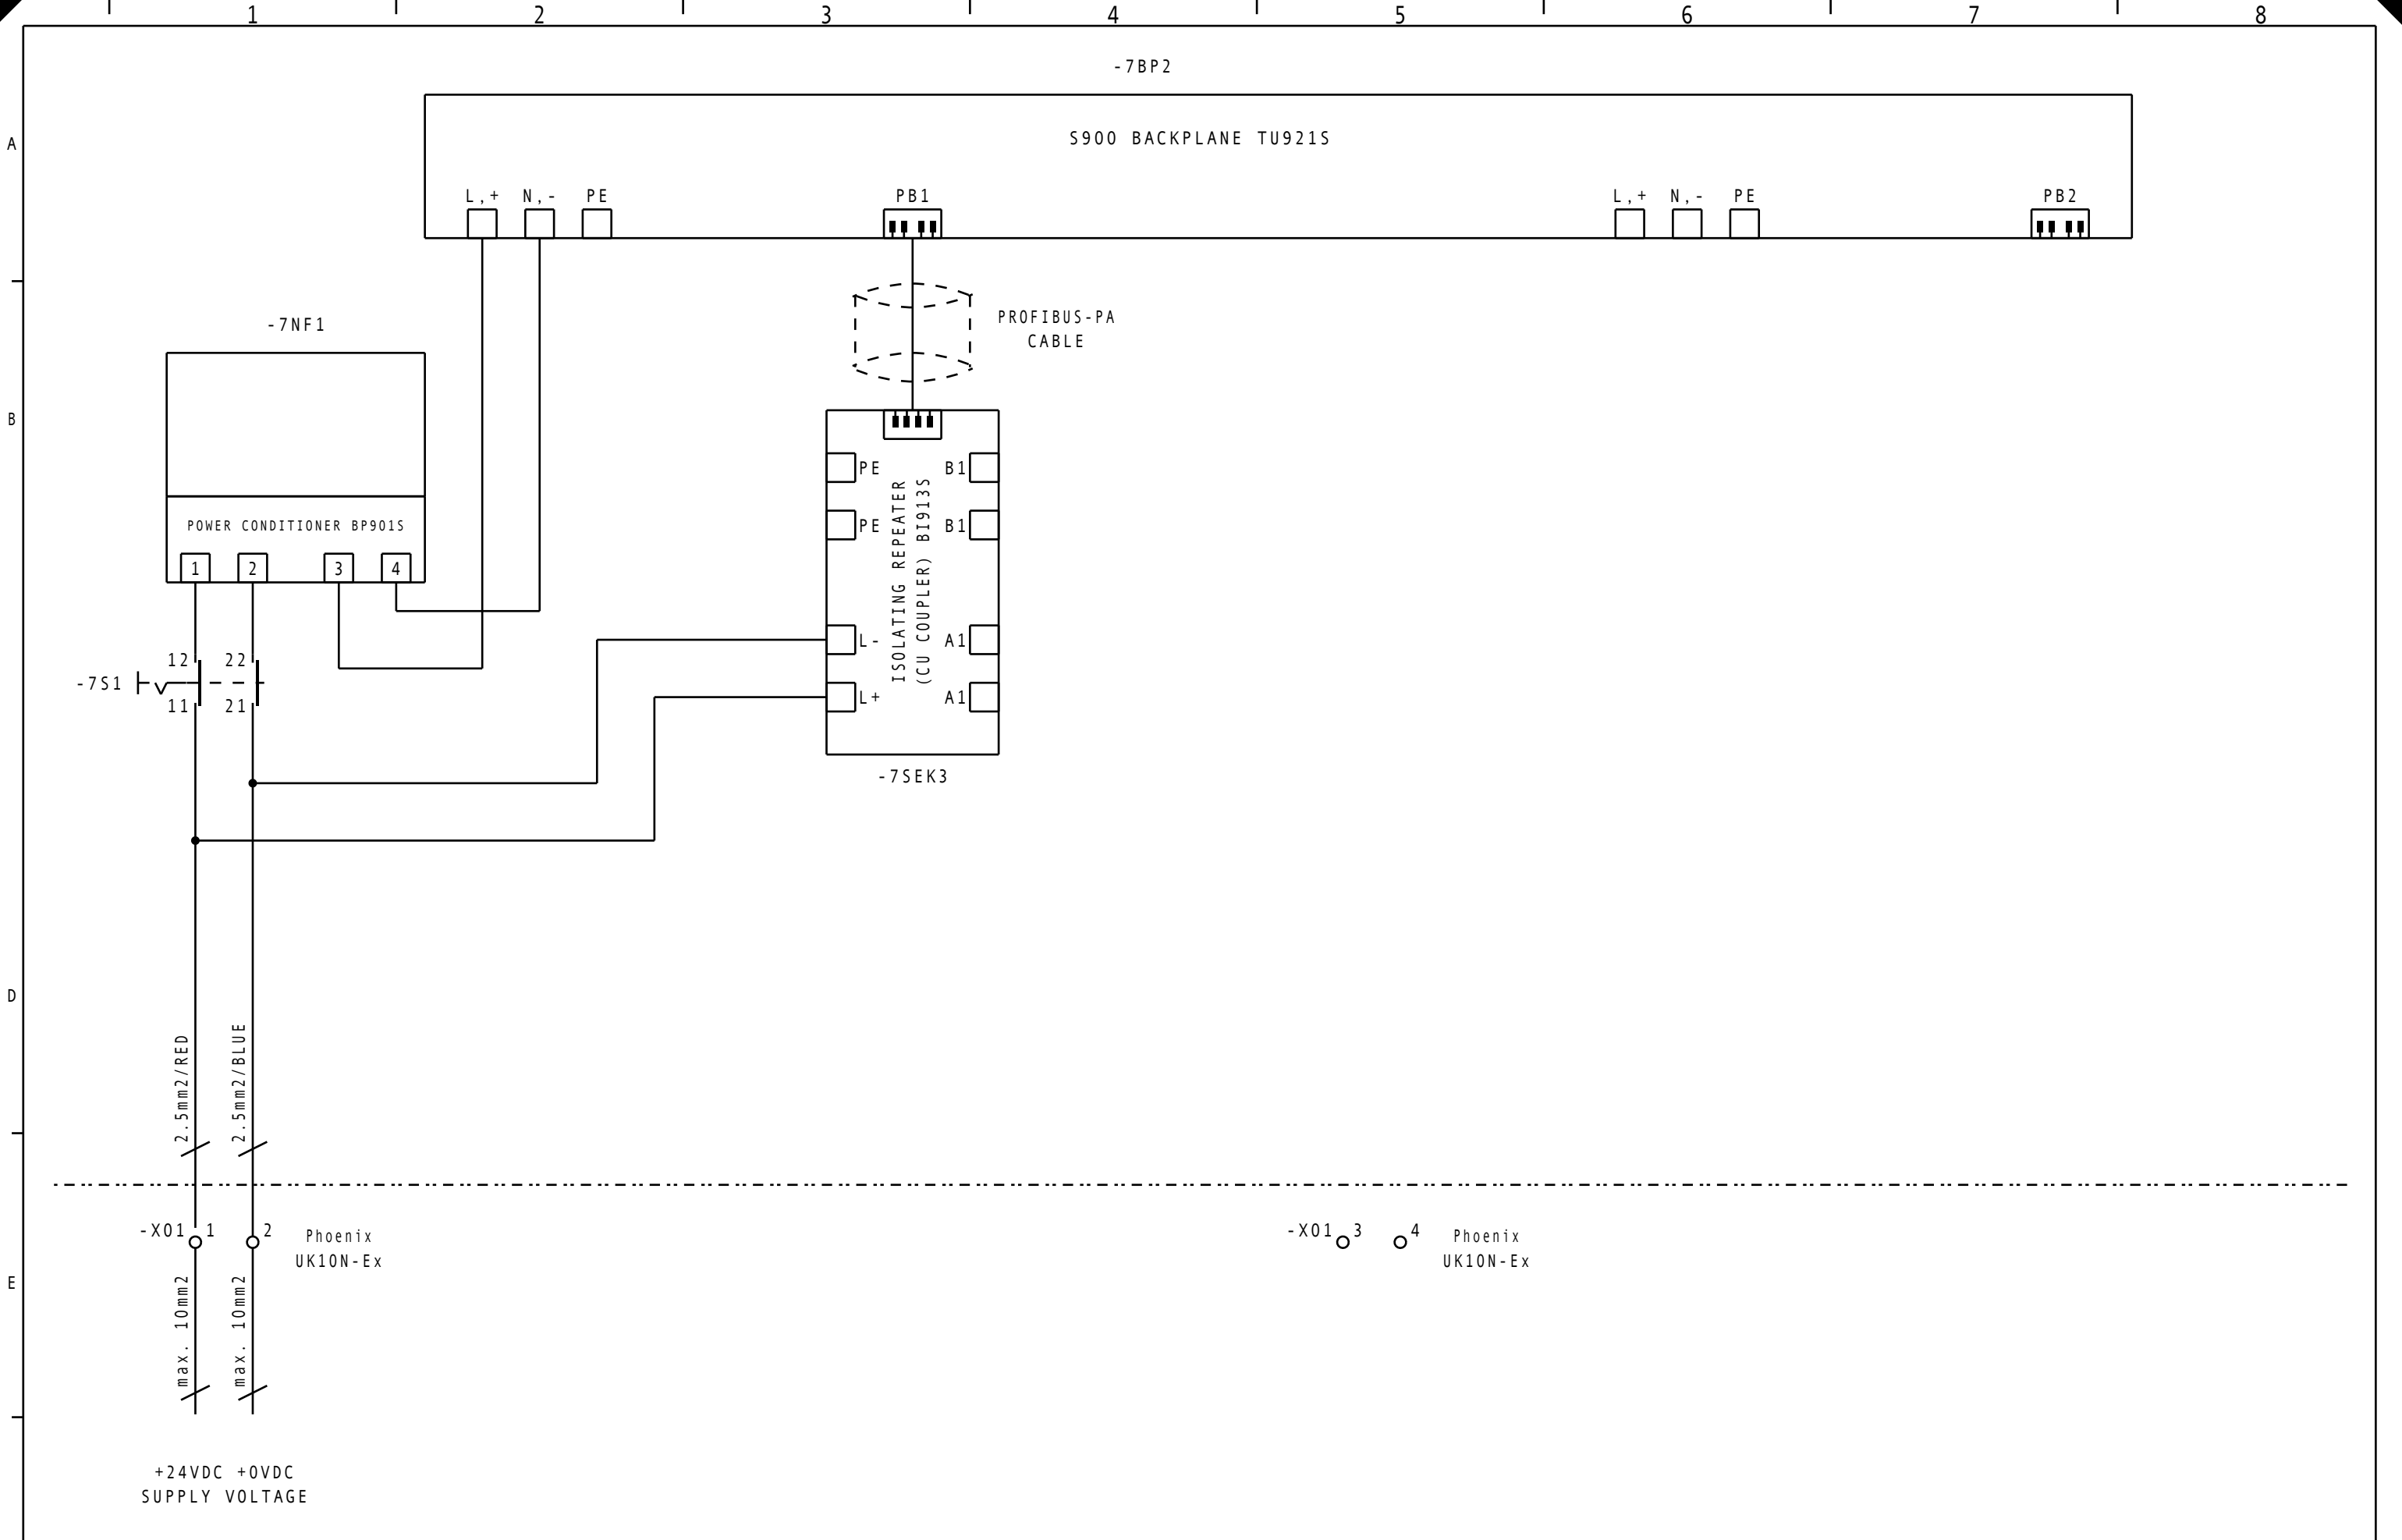 1 2 3 4 5 6 7 8
-7BP2
A
S900 BACKPLANE TU921S
L,+ N,- PE PB1 L,+ N,- PE PB2
-7NF1
PROFIBUS-PA
CABLE
B
PE B1
POWER CONDITIONER BP901S
PE B1
ISOLATING REPEATER
(CU COUPLER) BI913S
1 2 3 4
L- A1
L+ A1
12 22
-7S1
11 21
-7SEK3
D
2.5mm2/RED
2.5mm2/BLUE
-X01 1 2
Phoenix
UK10N-Ex
-X01 3 4
Phoenix
UK10N-Ex
E
max. 10mm2
max. 10mm2
+24VDC +0VDC
SUPPLY VOLTAGE